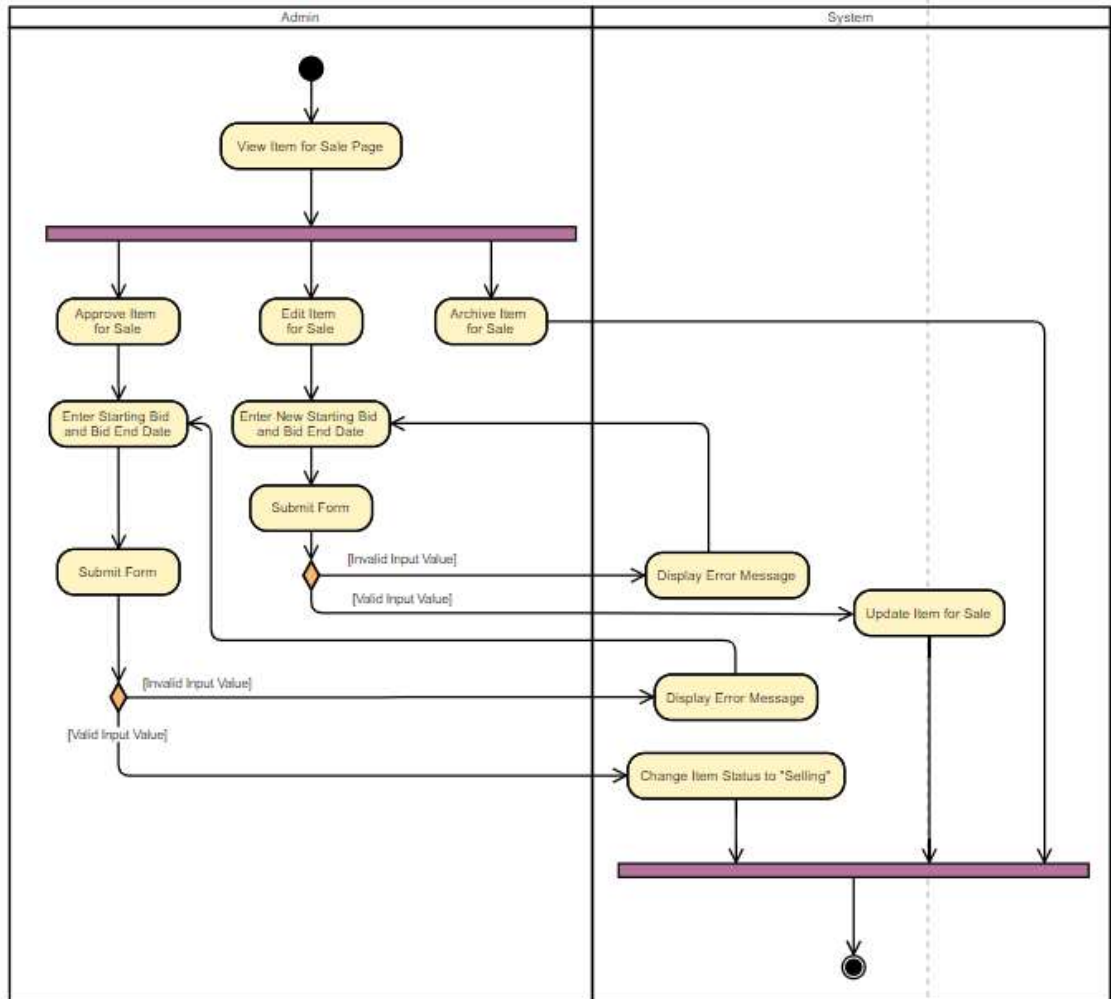 Admin
System
View Item for Sale Page
Approve Item
for Sale
Edit Item
for Sale
Archive Item
for Sale
Enter Starting Bid
and Bid End Date
Enter New Starting Bid
and Bid End Date
Submit Form
[Invalid Input Value]
Submit Form
Display Error Message
[Valid Input Value]
Update Item for Sale
[Invalid Input Value]
Display Error Message
[Valid Input Value]
Change Item Status to "Selling"